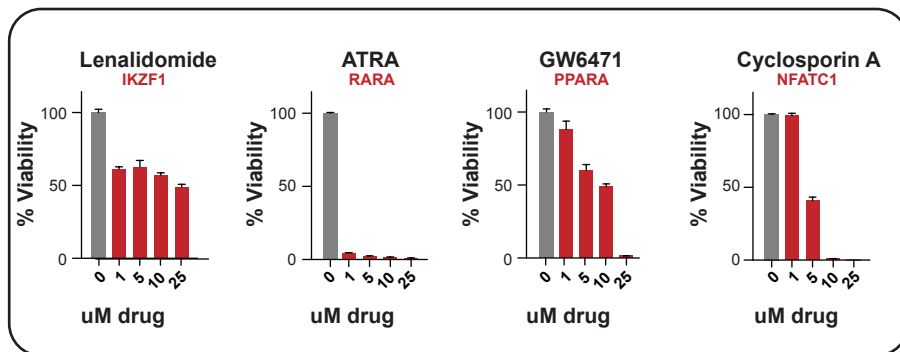 Lenalidomide
IKZF1
% Viability
100
50
0
0 1 5 10 25
uM drug
ATRA
RARA
% Viability
100
50
0
0 1 5 10 25
uM drug
GW6471
PPARA
% Viability
100
50
0
0 1 5 10 25
uM drug
Cyclosporin A
NFATC1
% Viability
100
50
0
0 1 5 10 25
uM drug